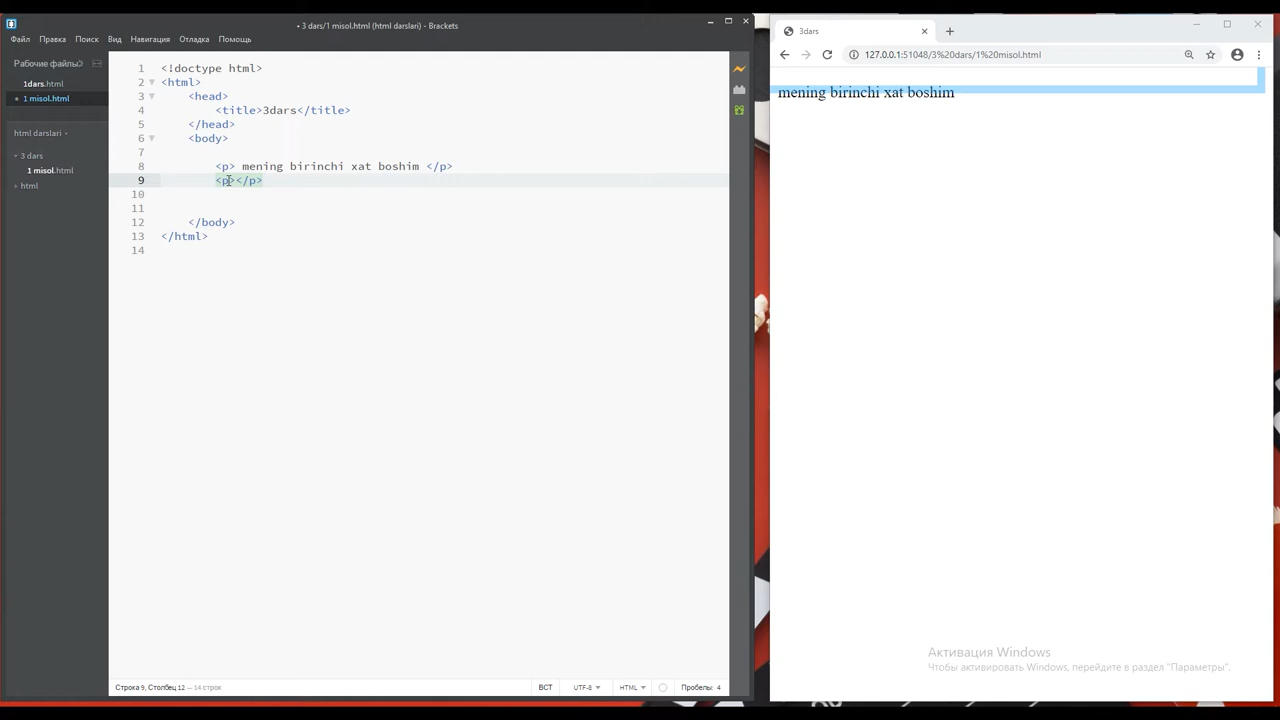 • 3 dars/1 misol.html (html darslari) - Brackets
Файл Правка Поиск Вид Навигация Отладка Помощь
Рабочие файлы
1dars.html
• 1 misol.html
html darslari
3 dars
1 misol.html
html
1 <!doctype html>
2 <html>
3 <head>
4 <title>3dars</title>
5 </head>
6 <body>
7
8 <p> mening birinchi xat boshim </p>
9 <p></p>
10
11
12 </body>
13 </html>
14
Строка 9, Столбец 12 — 14 строк
ВСТ UTF-8 HTML Пробелы: 4
3dars
127.0.0.1:51048/3%20dars/1%20misol.html
mening birinchi xat boshim
Активация Windows
Чтобы активировать Windows, перейдите в раздел "Параметры".